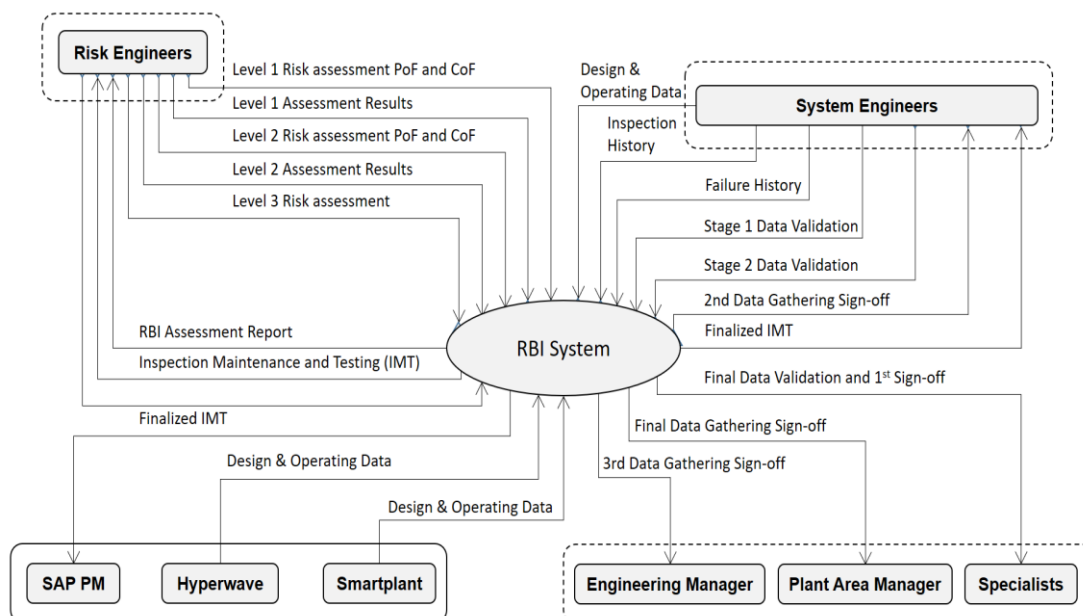 Risk Engineers
Level 1 Risk assessment PoF and CoF
Level 1 Assessment Results
Level 2 Risk assessment PoF and CoF
Level 2 Assessment Results
Level 3 Risk assessment
Design &
Operating Data
Inspection
History
System Engineers
Failure History
Stage 1 Data Validation
Stage 2 Data Validation
2nd Data Gathering Sign-off
Finalized IMT
RBI System
RBI Assessment Report
Inspection Maintenance and Testing (IMT)
Finalized IMT
Final Data Validation and 1st Sign-off
Final Data Gathering Sign-off
3rd Data Gathering Sign-off
Design & Operating Data
Design & Operating Data
SAP PM
Hyperwave
Smartplant
Engineering Manager
Plant Area Manager
Specialists